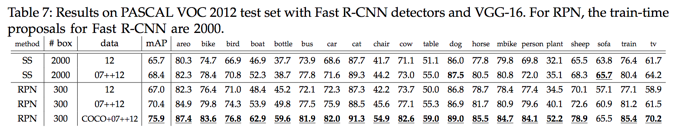 Table 7: Results on PASCAL VOC 2012 test set with Fast R-CNN detectors and VGG-16. For RPN, the train-time
proposals for Fast R-CNN are 2000.
method # box data mAP areo bike bird boat bottle bus car cat chair cow table dog horse mbike person plant sheep sofa train tv
SS 2000 12 65.7 80.3 74.7 66.9 46.9 37.7 73.9 68.6 87.7 41.7 71.1 51.1 86.0 77.8 79.8 69.8 32.1 65.5 63.8 76.4 61.7
SS 2000 07++12 68.4 82.3 78.4 70.8 52.3 38.7 77.8 71.6 89.3 44.2 73.0 55.0 87.5 80.5 80.8 72.0 35.1 68.3 65.7 80.4 64.2
RPN 300 12 67.0 82.3 76.4 71.0 48.4 45.2 72.1 72.3 87.3 42.2 73.7 50.0 86.8 78.7 78.4 77.4 34.5 70.1 57.1 77.1 58.9
RPN 300 07++12 70.4 84.9 79.8 74.3 53.9 49.8 77.5 75.9 88.5 45.6 77.1 55.3 86.9 81.7 80.9 79.6 40.1 72.6 60.9 81.2 61.5
RPN 300 COCO+07++12 75.9 87.4 83.6 76.8 62.9 59.6 81.9 82.0 91.3 54.9 82.6 59.0 89.0 85.5 84.7 84.1 52.2 78.9 65.5 85.4 70.2